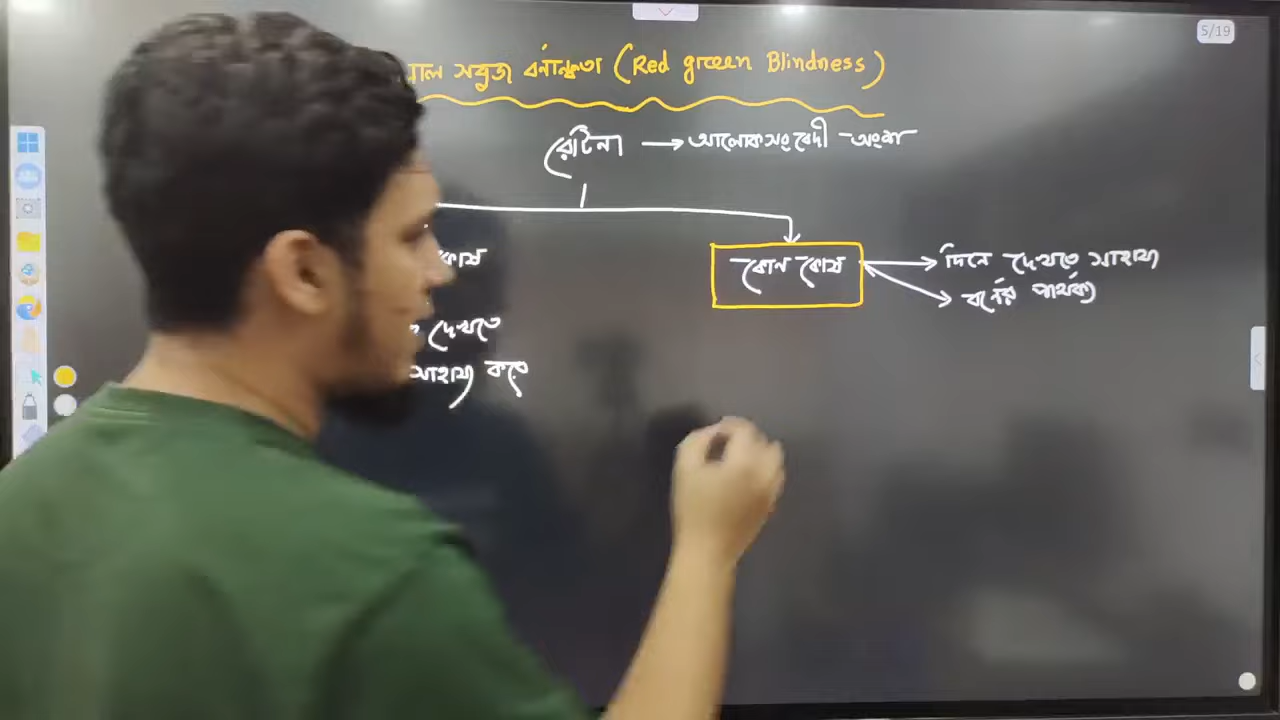 5/19
সবুজ বর্ণান্ধতা (Red green Blindness)
রেটিনা → আলোকসংবেদী অংশ
কোষ
কোন কোষ → দিনে দেখতে সাহায্য
→ বর্ণের পার্থক্য
দেখতে
সাহায্য করে